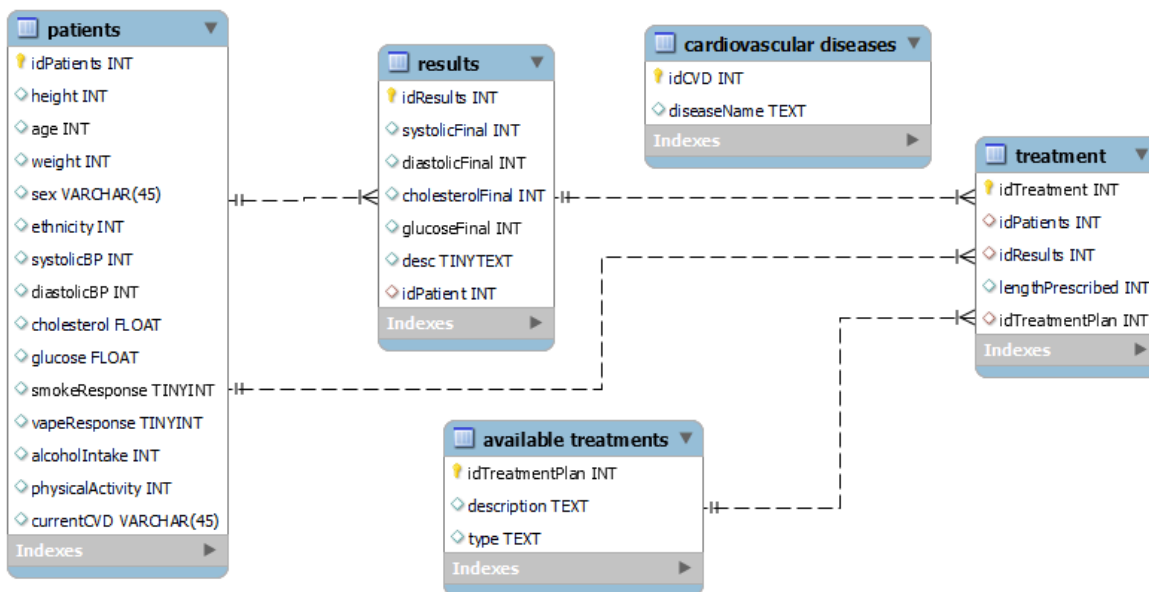 patients
idPatients INT
height INT
age INT
weight INT
sex VARCHAR(45)
ethnicity INT
systolicBP INT
diastolicBP INT
cholesterol FLOAT
glucose FLOAT
smokeResponse TINYINT
vapeResponse TINYINT
alcoholIntake INT
physicalActivity INT
currentCVD VARCHAR(45)
Indexes
results
idResults INT
systolicFinal INT
diastolicFinal INT
cholesterolFinal INT
glucoseFinal INT
desc TINYTEXT
idPatient INT
Indexes
cardiovascular diseases
idCVD INT
diseaseName TEXT
Indexes
treatment
idTreatment INT
idPatients INT
idResults INT
lengthPrescribed INT
idTreatmentPlan INT
Indexes
available treatments
idTreatmentPlan INT
description TEXT
type TEXT
Indexes